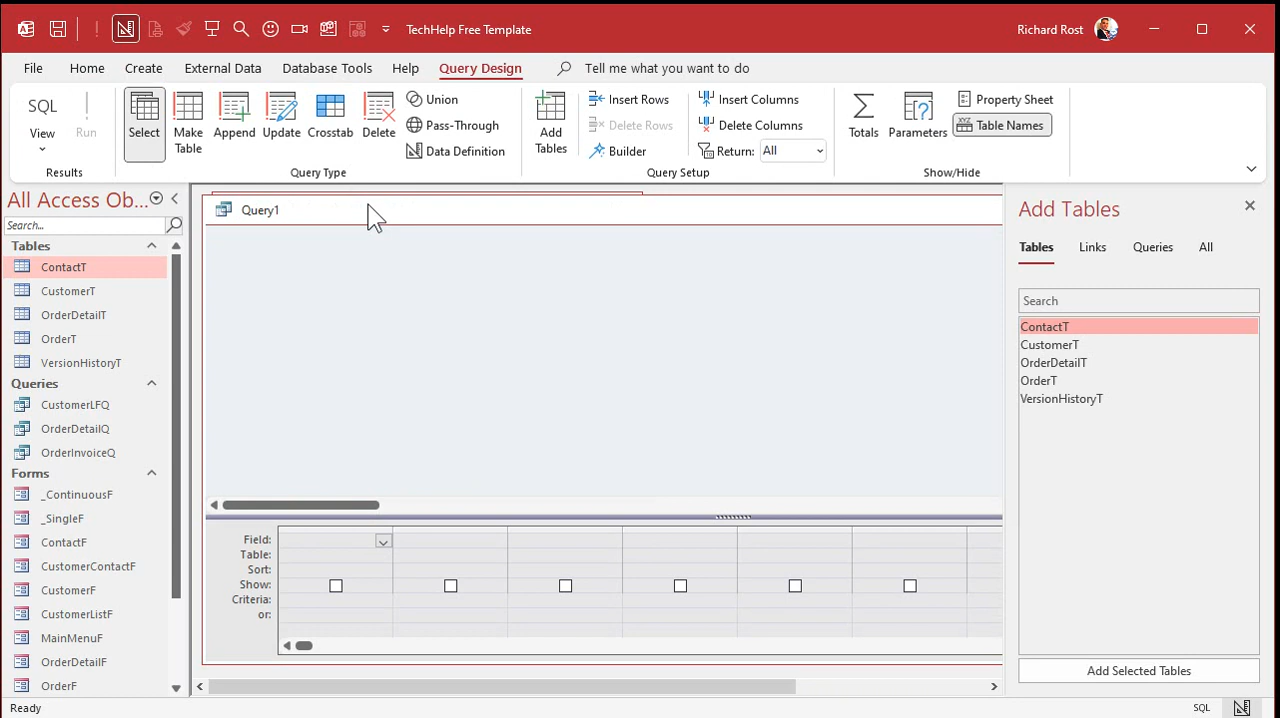 TechHelp Free Template
Richard Rost
File Home Create External Data Database Tools Help Query Design Tell me what you want to do
SQL
View
Run
Results
Select
Make Table
Append
Update
Crosstab
Delete
Union
Pass-Through
Data Definition
Query Type
Add Tables
Insert Rows
Delete Rows
Builder
Insert Columns
Delete Columns
Return: All
Query Setup
Totals
Parameters
Property Sheet
XYZ Table Names
Show/Hide
All Access Ob...
Search...
Tables
ContactT
CustomerT
OrderDetailT
OrderT
VersionHistoryT
Queries
CustomerLFQ
OrderDetailQ
OrderInvoiceQ
Forms
_ContinuousF
_SingleF
ContactF
CustomerContactF
CustomerF
CustomerListF
MainMenuF
OrderDetailF
OrderF
Query1
Field:
Table:
Sort:
Show:
Criteria:
or:
Add Tables
Tables Links Queries All
Search
ContactT
CustomerT
OrderDetailT
OrderT
VersionHistoryT
Add Selected Tables
Ready
SQL